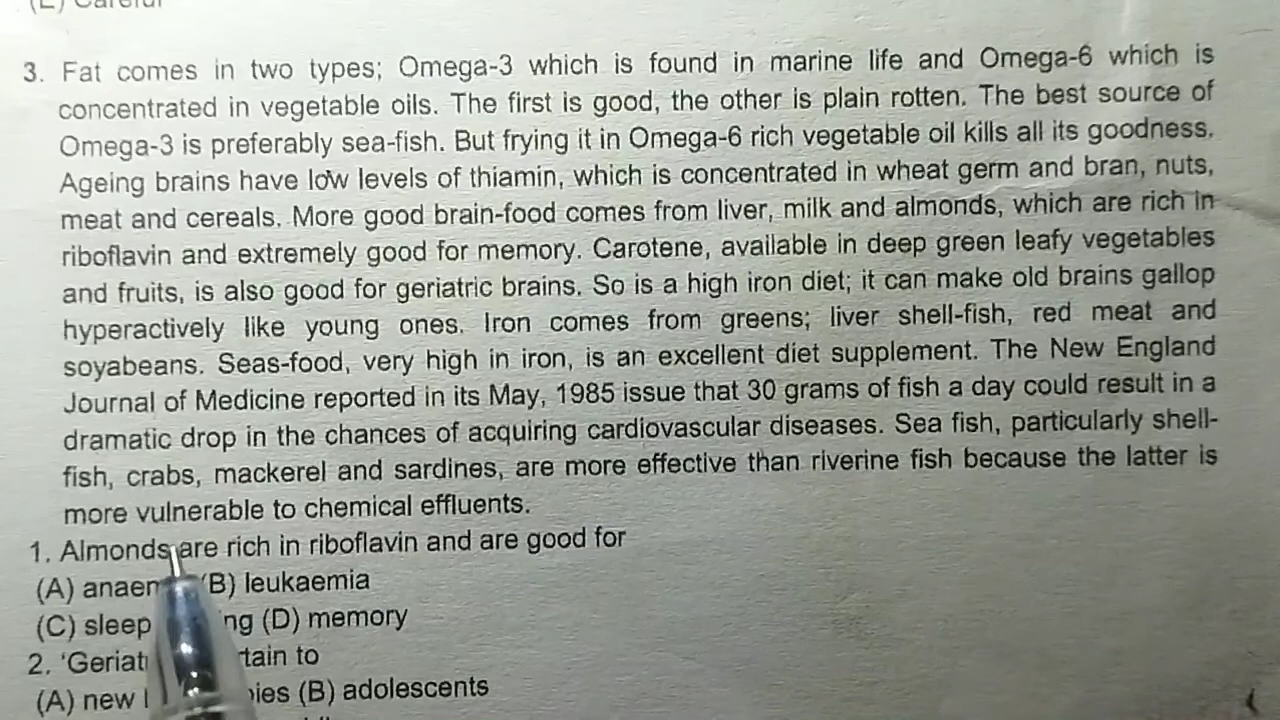 (E) Careful
3. Fat comes in two types; Omega-3 which is found in marine life and Omega-6 which is
concentrated in vegetable oils. The first is good, the other is plain rotten. The best source of
Omega-3 is preferably sea-fish. But frying it in Omega-6 rich vegetable oil kills all its goodness.
Ageing brains have low levels of thiamin, which is concentrated in wheat germ and bran, nuts,
meat and cereals. More good brain-food comes from liver, milk and almonds, which are rich in
riboflavin and extremely good for memory. Carotene, available in deep green leafy vegetables
and fruits, is also good for geriatric brains. So is a high iron diet; it can make old brains gallop
hyperactively like young ones. Iron comes from greens; liver shell-fish, red meat and
soyabeans. Seas-food, very high in iron, is an excellent diet supplement. The New England
Journal of Medicine reported in its May, 1985 issue that 30 grams of fish a day could result in a
dramatic drop in the chances of acquiring cardiovascular diseases. Sea fish, particularly shell-
fish, crabs, mackerel and sardines, are more effective than riverine fish because the latter is
more vulnerable to chemical effluents.
1. Almonds are rich in riboflavin and are good for
(A) anaem (B) leukaemia
(C) sleep ng (D) memory
2. 'Geriat tain to
(A) new bies (B) adolescents